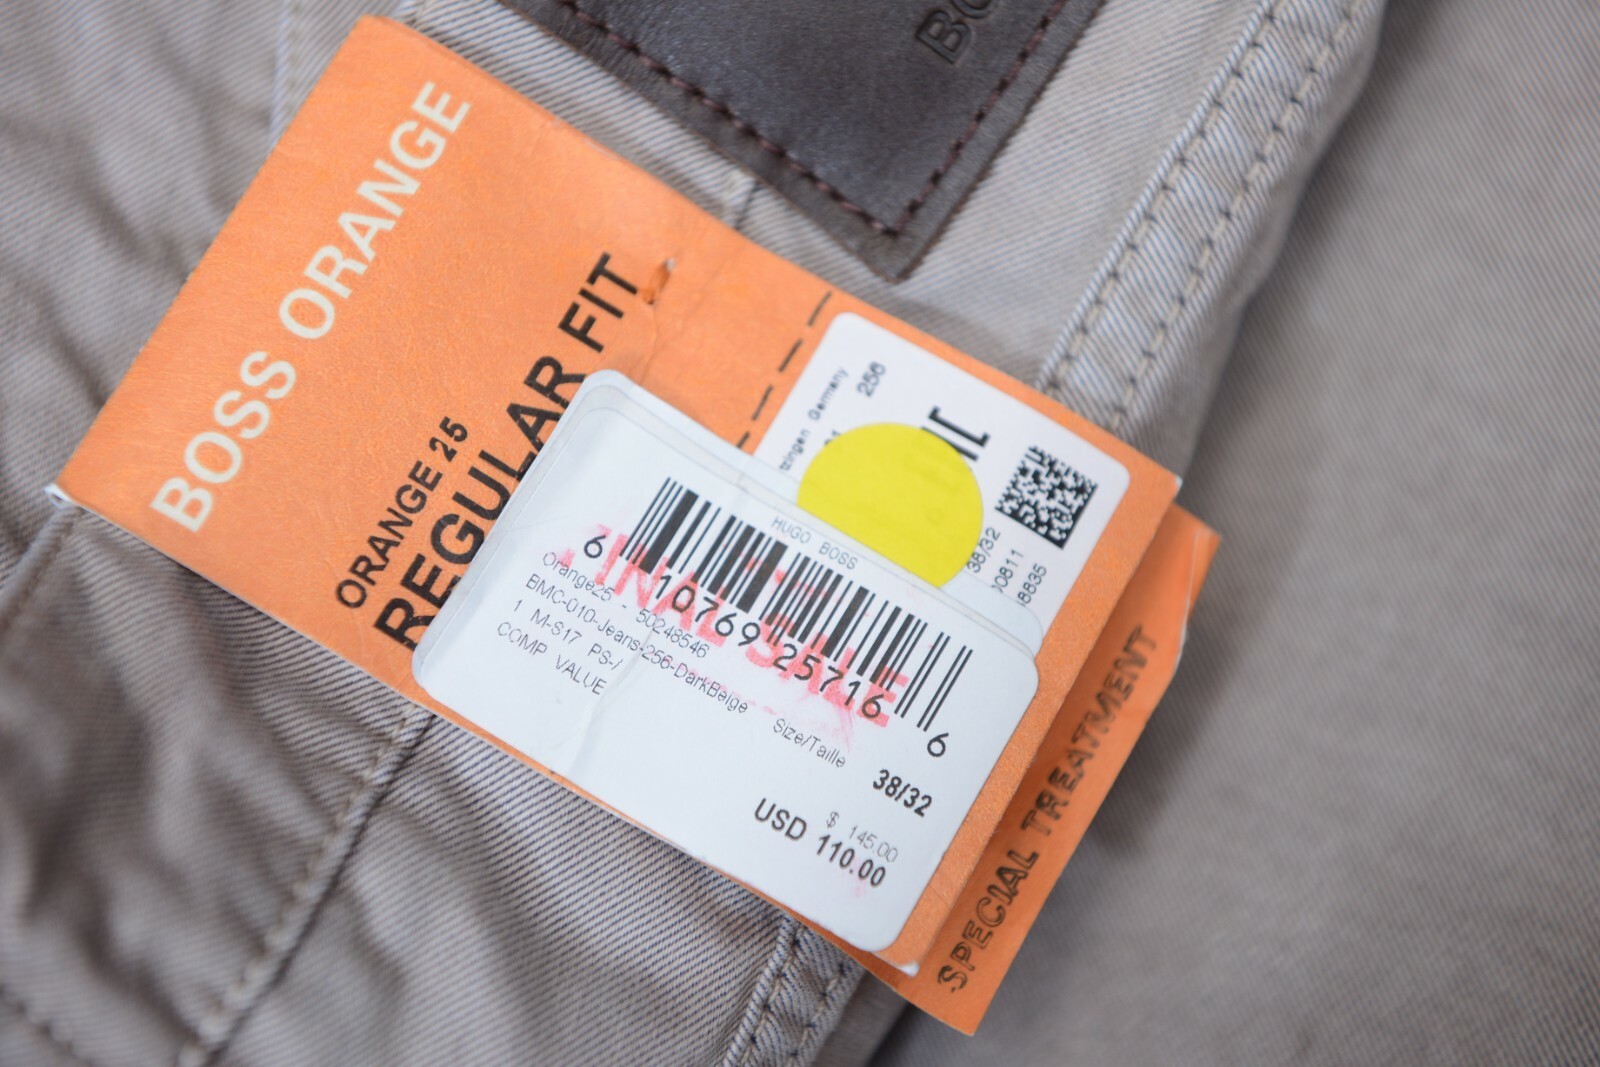 BO
BOSS ORANGE
ORANGE 25
REGULAR FIT
Germany
256
38/32
8835
HUGO BOSS
6 10769 25716 6
FINAL SALE
Orange25 - 50248546
BMC-010-Jeans-256-DarkBeige
1 M-S17 PS-/
Size/Taille
38/32
COMP VALUE
$ 145.00
USD 110.00
SPECIAL TREATMENT